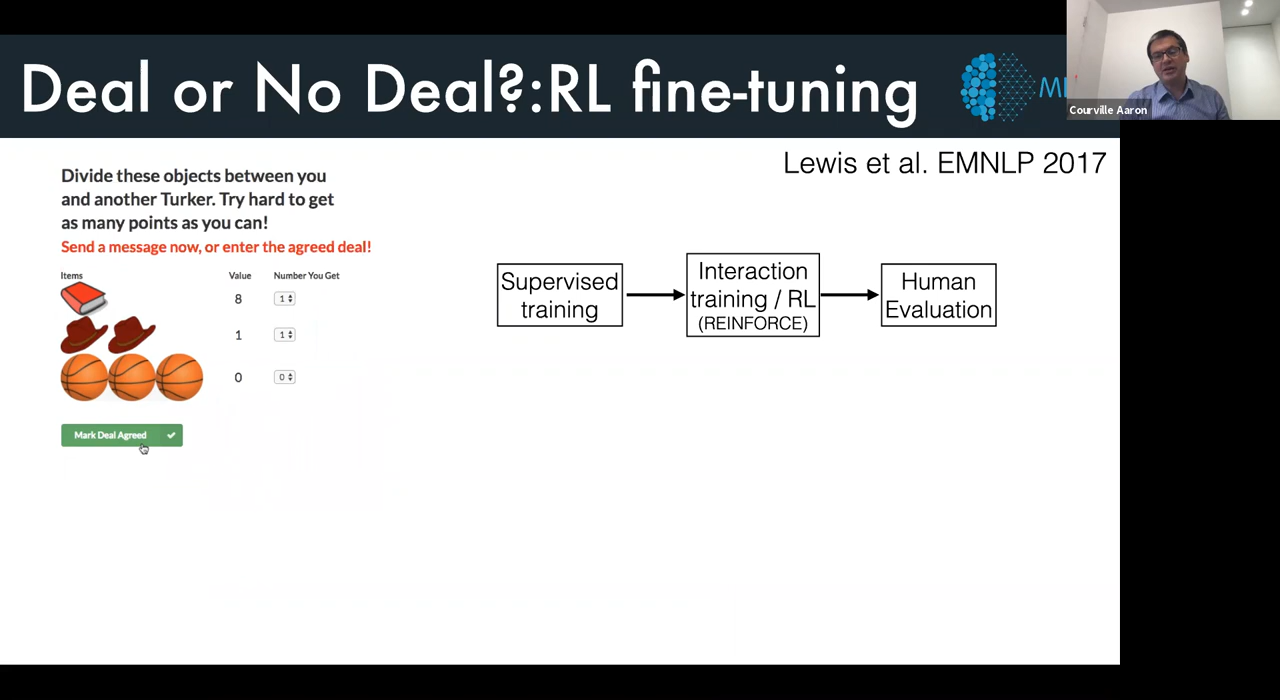 Deal or No Deal?:RL fine-tuning
Courville Aaron
Lewis et al. EMNLP 2017
Divide these objects between you
and another Turker. Try hard to get
as many points as you can!
Send a message now, or enter the agreed deal!
Items Value Number You Get
8 1
1 1
0 0
Mark Deal Agreed
Supervised
training
Interaction
training / RL
(REINFORCE)
Human
Evaluation